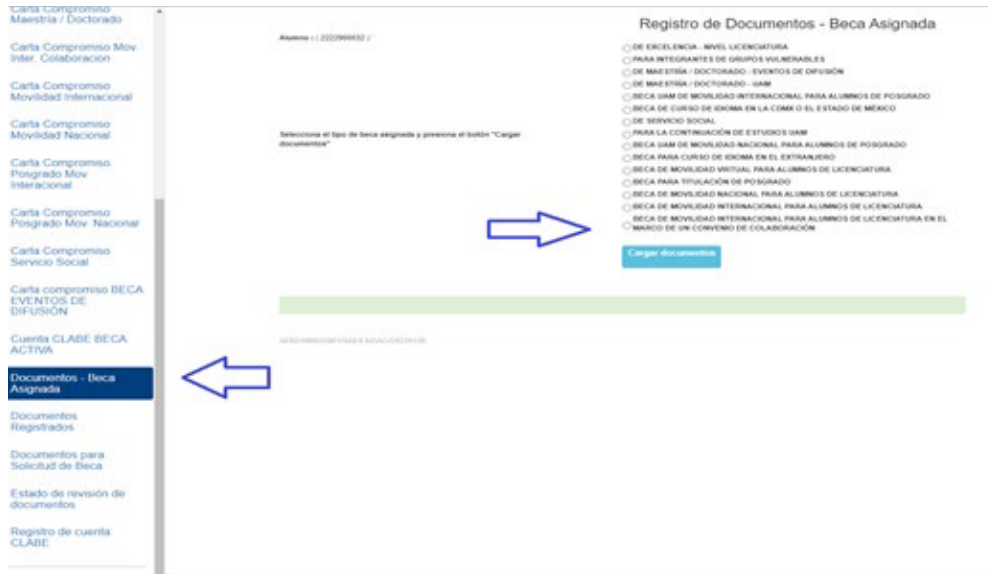 Carta Compromiso
Maestría / Doctorado
Carta Compromiso Mov
Inter. Colaboracion
Carta Compromiso
Movilidad Internacional
Carta Compromiso
Movilidad Nacional
Carta Compromiso
Posgrado Mov
Interacional
Carta Compromiso
Posgrado Mov. Nacional
Carta Compromiso
Servicio Social
Carta compromiso BECA
EVENTOS DE
DIFUSIÓN
Cuenta CLABE BECA
ACTIVA
Documentos - Beca
Asignada
Documentos
Registrados
Documentos para
Solicitud de Beca
Estado de revisión de
documentos
Registro de cuenta
CLABE
Registro de Documentos - Beca Asignada
Alumno :
Selecciona el tipo de beca asignada y presiona el botón "Cargar
documentos"
DE EXCELENCIA - NIVEL LICENCIATURA
PARA INTEGRANTES DE GRUPOS VULNERABLES
DE MAESTRÍA / DOCTORADO - EVENTOS DE DIFUSIÓN
DE MAESTRÍA / DOCTORADO - UAM
BECA UAM DE MOVILIDAD INTERNACIONAL PARA ALUMNOS DE POSGRADO
BECA DE CURSO DE IDIOMA EN LA CDMX O EL ESTADO DE MÉXICO
DE SERVICIO SOCIAL
PARA LA CONTINUACIÓN DE ESTUDIOS UAM
BECA UAM DE MOVILIDAD NACIONAL PARA ALUMNOS DE POSGRADO
BECA PARA CURSO DE IDIOMA EN EL EXTRANJERO
BECA DE MOVILIDAD VIRTUAL PARA ALUMNOS DE LICENCIATURA
BECA PARA TITULACIÓN DE POSGRADO
BECA DE MOVILIDAD NACIONAL PARA ALUMNOS DE LICENCIATURA
BECA DE MOVILIDAD INTERNACIONAL PARA ALUMNOS DE LICENCIATURA
BECA DE MOVILIDAD INTERNACIONAL PARA ALUMNOS DE LICENCIATURA EN EL
MARCO DE UN CONVENIO DE COLABORACIÓN
Cargar documentos